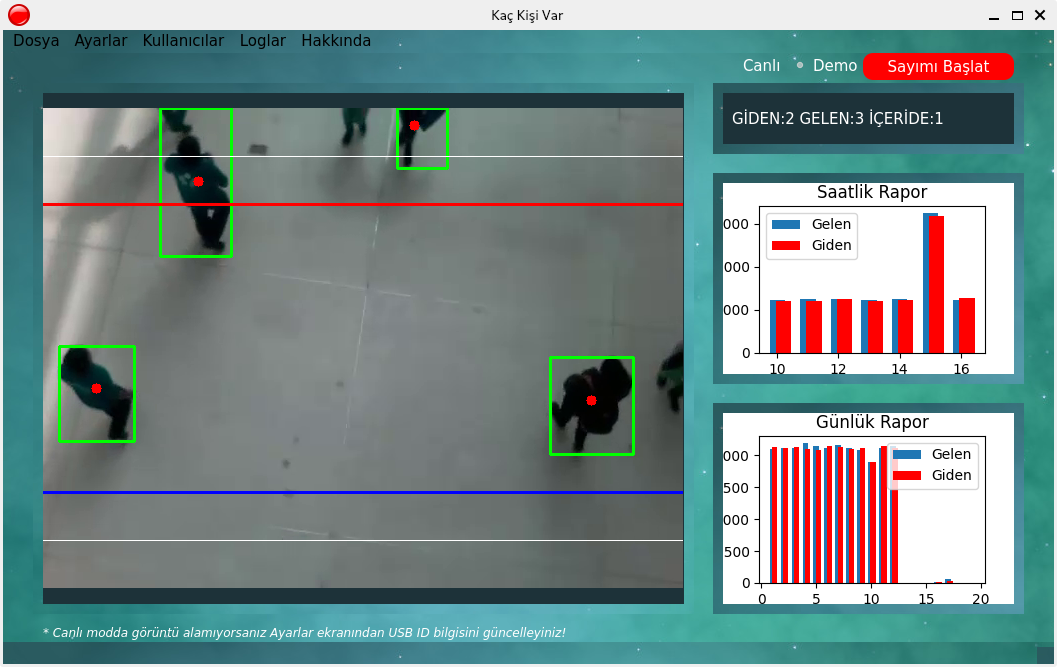 Kaç Kişi Var
Dosya Ayarlar Kullanıcılar Loglar Hakkında
Canlı Demo Sayımı Başlat
GİDEN:2 GELEN:3 İÇERİDE:1
Saatlik Rapor
Gelen
Giden
000
000
000
0
10 12 14 16
Günlük Rapor
Gelen
Giden
000
500
000
500
0
0 5 10 15 20
* Canlı modda görüntü alamıyorsanız Ayarlar ekranından USB ID bilgisini güncelleyiniz!